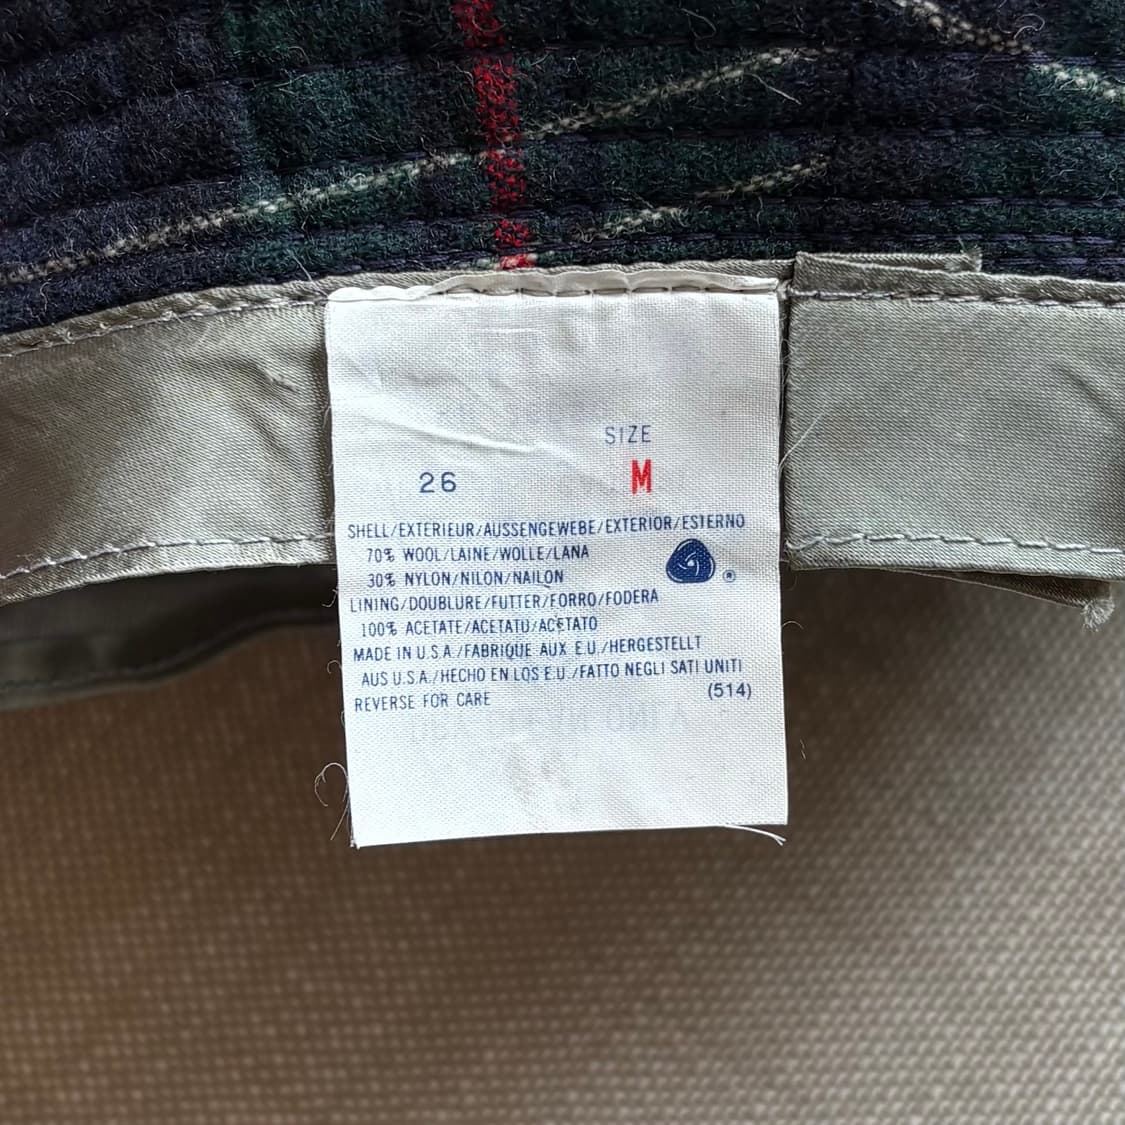 SIZE
26 M
SHELL/EXTERIEUR/AUSSENGEWEBE/EXTERIOR/ESTERNO
70% WOOL/LAINE/WOLLE/LANA
30% NYLON/NILON/NAILON
®
LINING/DOUBLURE/FUTTER/FORRO/FODERA
100% ACETATE/ACETATU/ACETATO
MADE IN U.S.A./FABRIQUE AUX E.U./HERGESTELLT
AUS U.S.A./HECHO EN LOS E.U./FATTO NEGLI SATI UNITI
REVERSE FOR CARE (514)